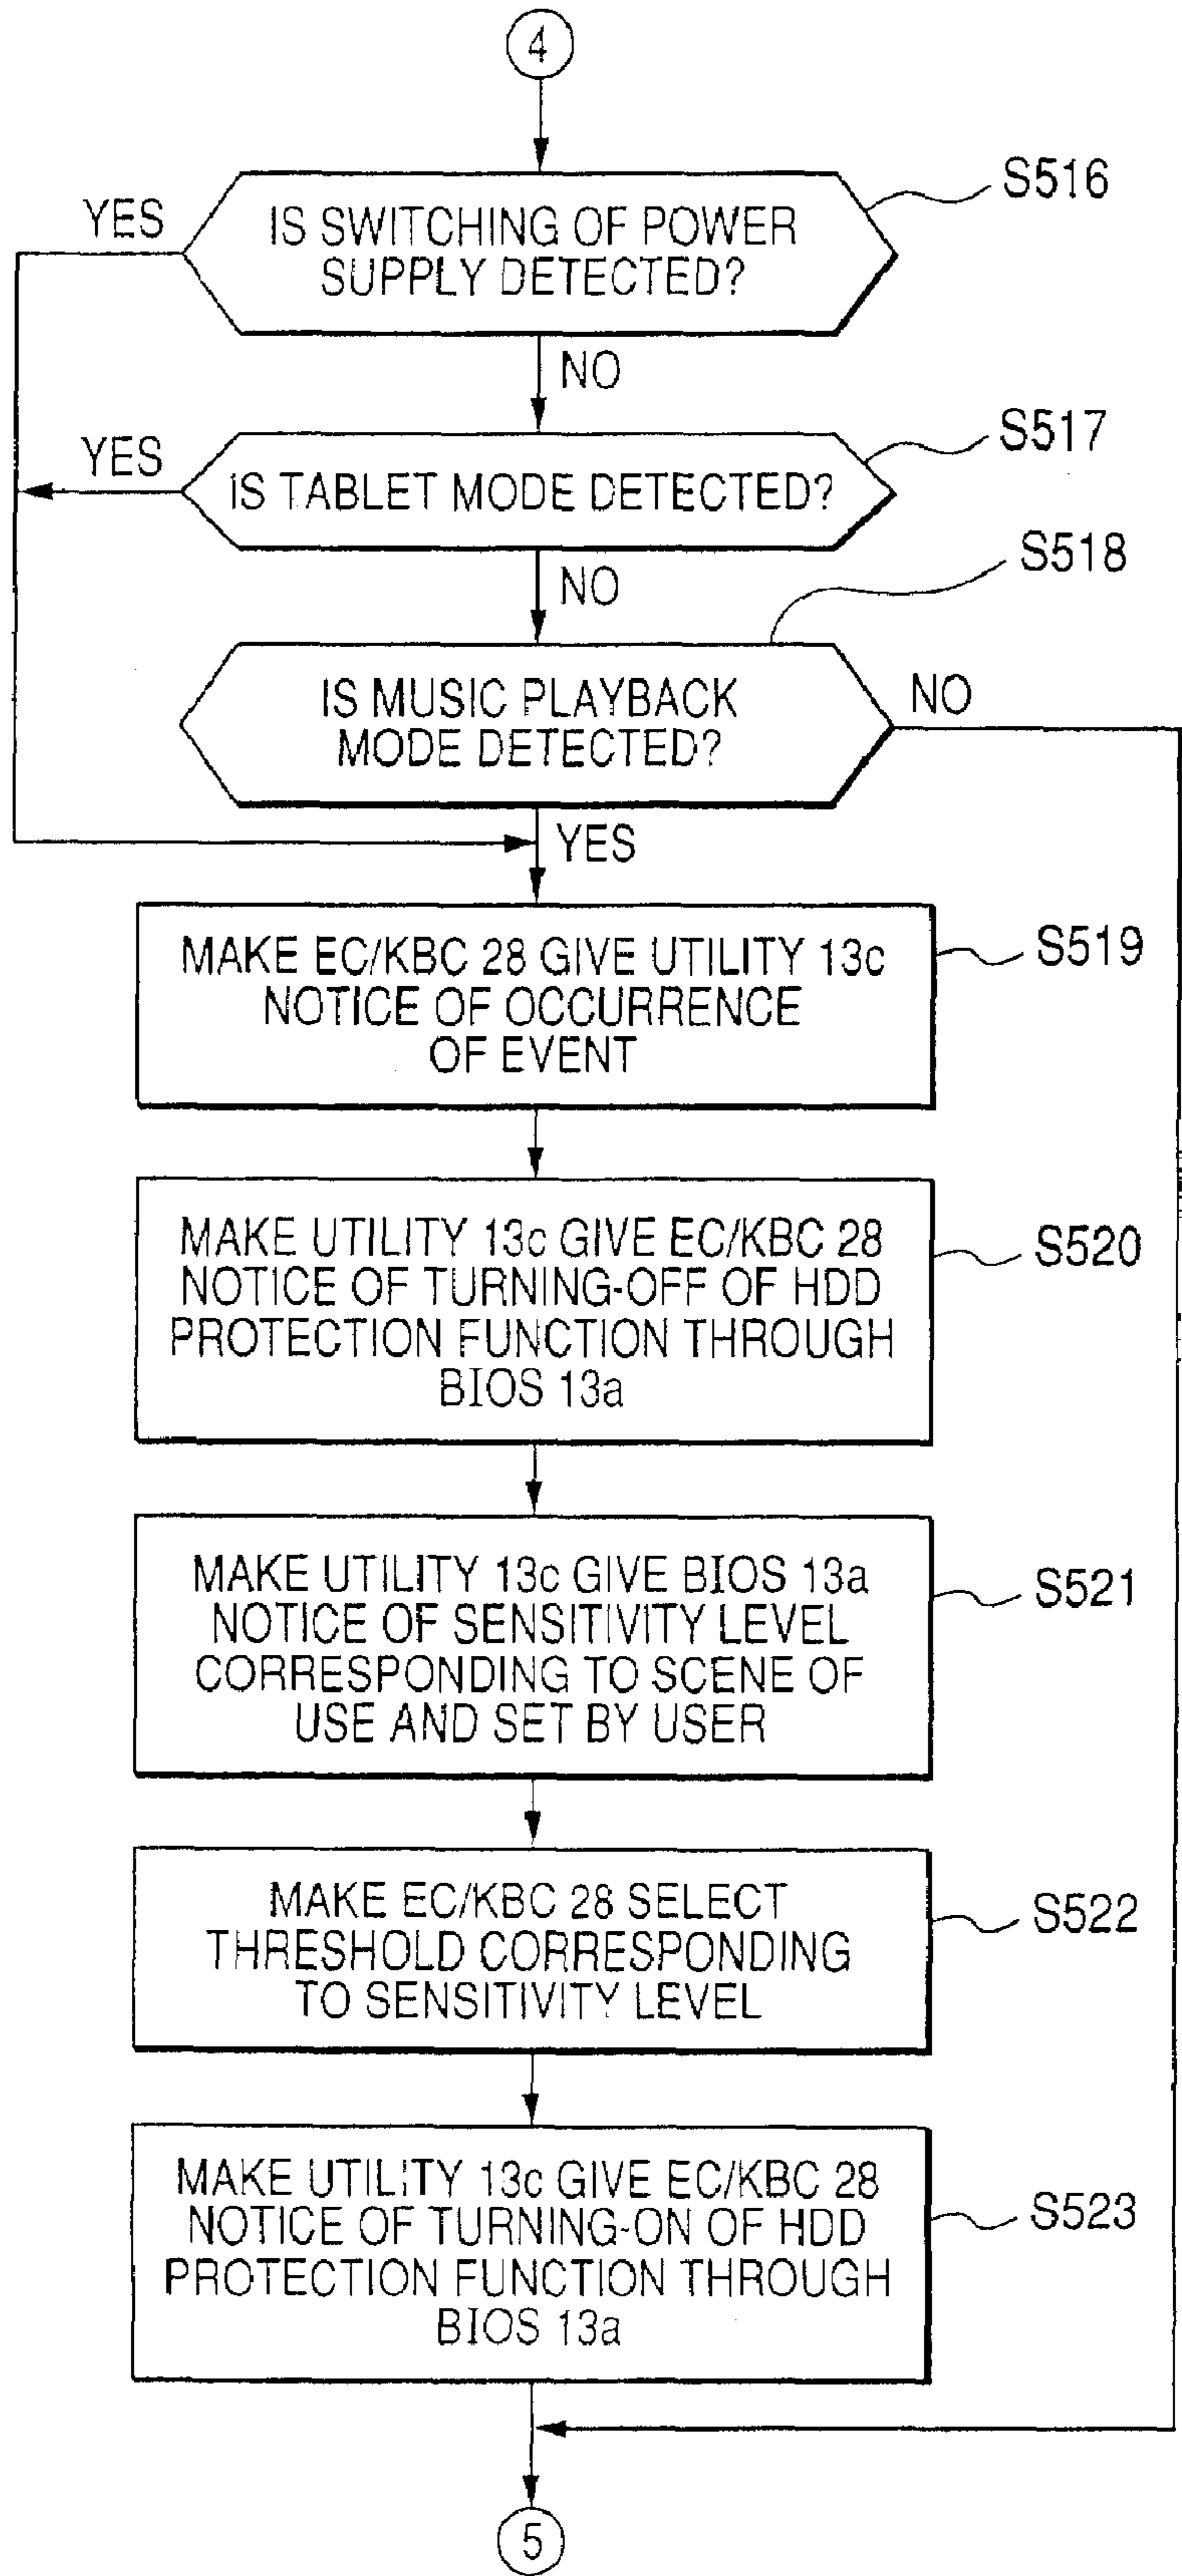 4
S516
YES
IS SWITCHING OF POWER
SUPPLY DETECTED?
NO
S517
YES
IS TABLET MODE DETECTED?
NO
S518
IS MUSIC PLAYBACK
MODE DETECTED?
NO
YES
MAKE EC/KBC 28 GIVE UTILITY 13c
NOTICE OF OCCURRENCE
OF EVENT
S519
MAKE UTILITY 13c GIVE EC/KBC 28
NOTICE OF TURNING-OFF OF HDD
PROTECTION FUNCTION THROUGH
BIOS 13a
S520
MAKE UTILITY 13c GIVE BIOS 13a
NOTICE OF SENSITIVITY LEVEL
CORRESPONDING TO SCENE OF
USE AND SET BY USER
S521
MAKE EC/KBC 28 SELECT
THRESHOLD CORRESPONDING
TO SENSITIVITY LEVEL
S522
MAKE UTILITY 13c GIVE EC/KBC 28
NOTICE OF TURNING-ON OF HDD
PROTECTION FUNCTION THROUGH
BIOS 13a
S523
5